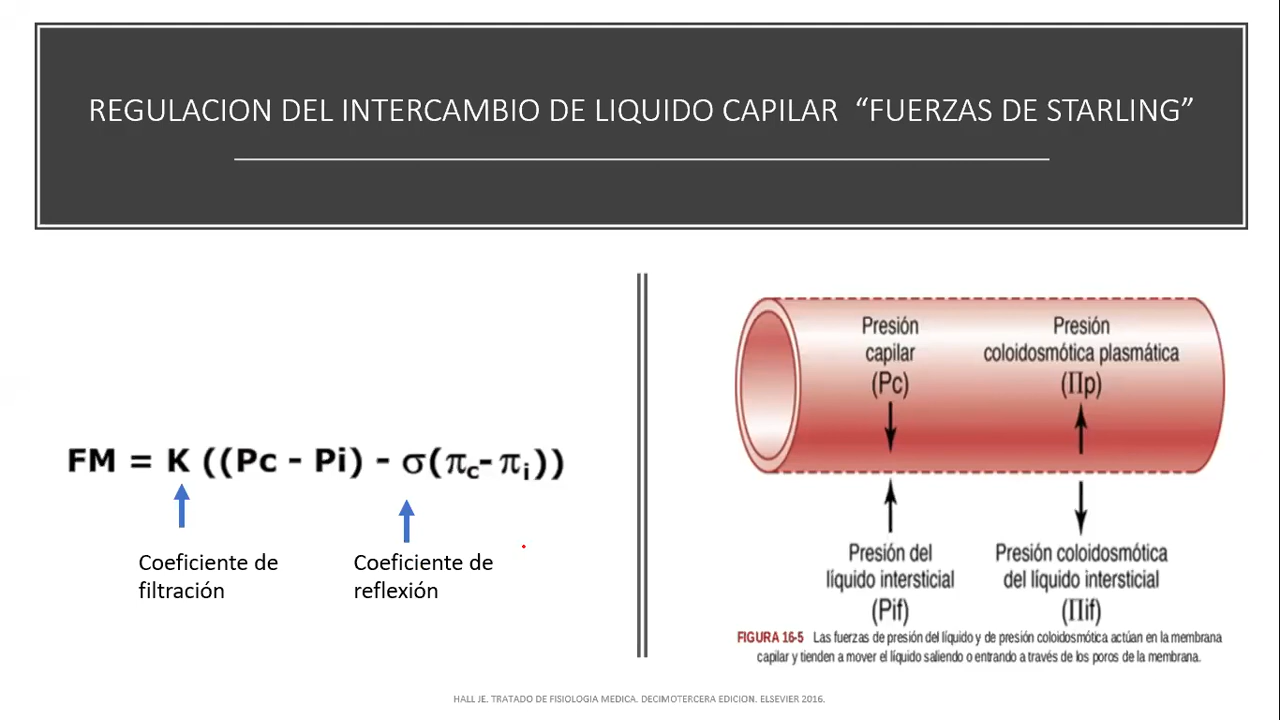 REGULACION DEL INTERCAMBIO DE LIQUIDO CAPILAR “FUERZAS DE STARLING”
FM = K ((Pc - Pi) - σ(πc- πi))
Coeficiente de
filtración
Coeficiente de
reflexión
Presión
capilar
(Pc)
Presión
coloidosmótica plasmática
(Πp)
Presión del
líquido intersticial
(Pif)
Presión coloidosmótica
del líquido intersticial
(Πif)
FIGURA 16-5 Las fuerzas de presión del líquido y de presión coloidosmótica actúan en la membrana
capilar y tienden a mover el líquido saliendo o entrando a través de los poros de la membrana.
HALL JE. TRATADO DE FISIOLOGIA MEDICA. DECIMOTERCERA EDICION. ELSEVIER 2016.